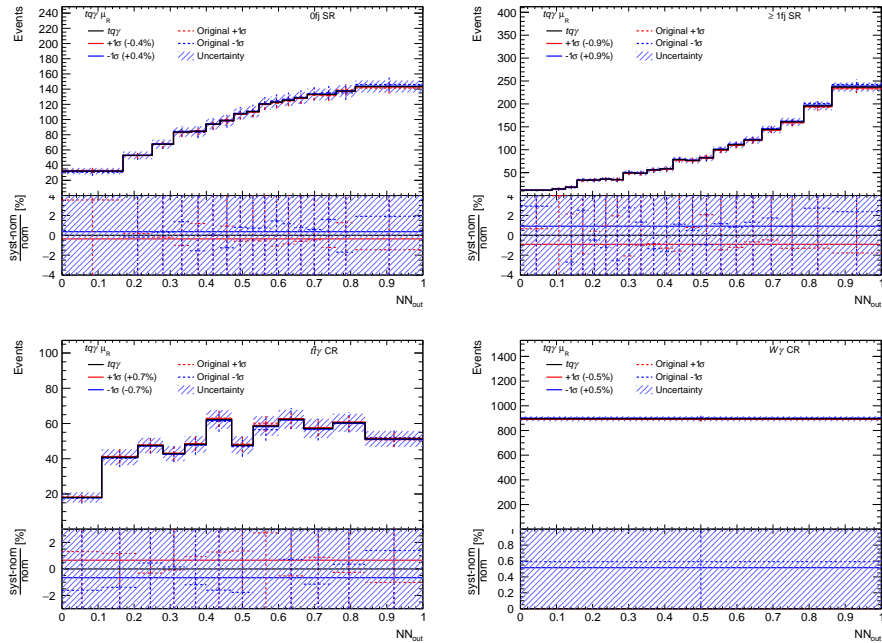 Events
tqγ μR
0fj SR
tqγ
+1σ (-0.4%)
-1σ (+0.4%)
Original +1σ
Original -1σ
Uncertainty
240
220
200
180
160
140
120
100
80
60
40
20
syst-nom
nom
[%]
4
2
0
−2
−4
0 0.1 0.2 0.3 0.4 0.5 0.6 0.7 0.8 0.9 1
NNout
Events
tqγ μR
≥ 1fj SR
tqγ
+1σ (-0.9%)
-1σ (+0.9%)
Original +1σ
Original -1σ
Uncertainty
400
350
300
250
200
150
100
50
syst-nom
nom
[%]
4
2
0
−2
−4
0 0.1 0.2 0.3 0.4 0.5 0.6 0.7 0.8 0.9 1
NNout
Events
tqγ μR
tt̄γ CR
tqγ
+1σ (+0.7%)
-1σ (-0.7%)
Original +1σ
Original -1σ
Uncertainty
100
80
60
40
20
syst-nom
nom
[%]
2
0
−2
0 0.1 0.2 0.3 0.4 0.5 0.6 0.7 0.8 0.9 1
NNout
Events
tqγ μR
Wγ CR
tqγ
+1σ (-0.5%)
-1σ (+0.5%)
Original +1σ
Original -1σ
Uncertainty
1400
1200
1000
800
600
400
200
syst-nom
nom
[%]
0.8
0.6
0.4
0.2
0
0 0.1 0.2 0.3 0.4 0.5 0.6 0.7 0.8 0.9 1
NNout